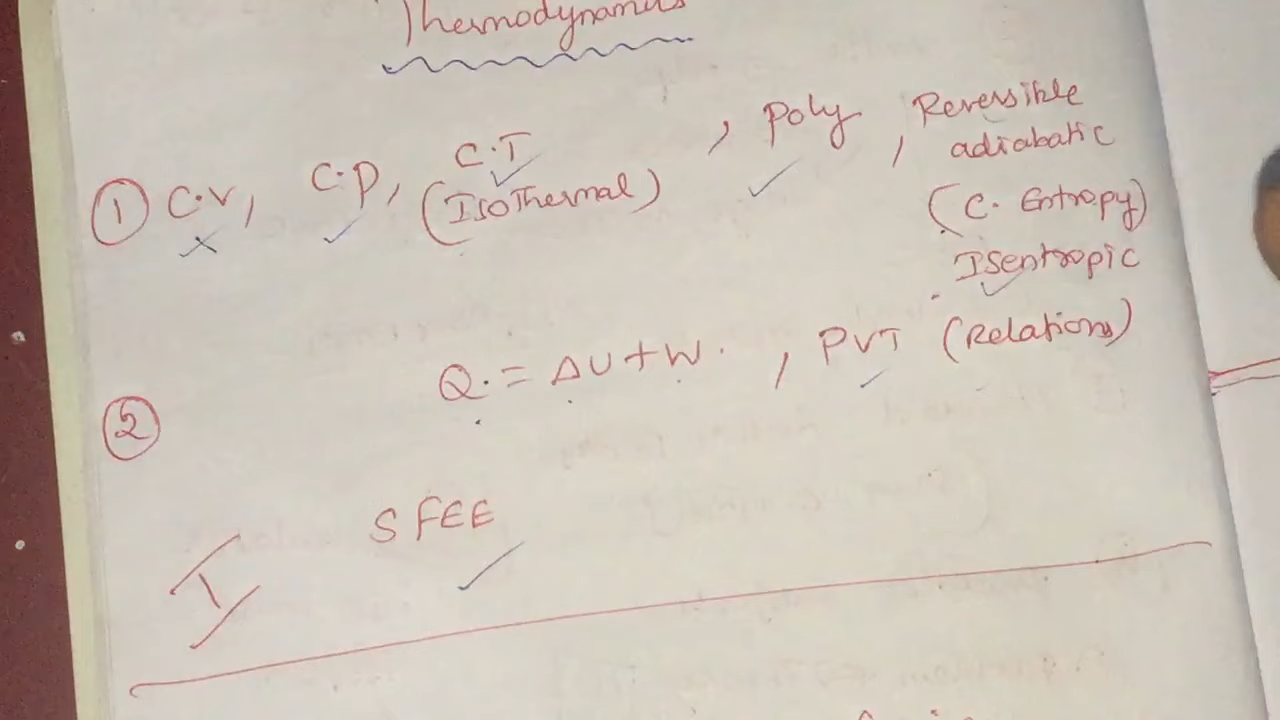 Thermodynamics
① C.V, C.P, C.T (Isothermal), Poly, Reversible adiabatic (C. Entropy) Isentropic
Q. = ΔU + W. , PVT (Relations)
②
SFEE
I